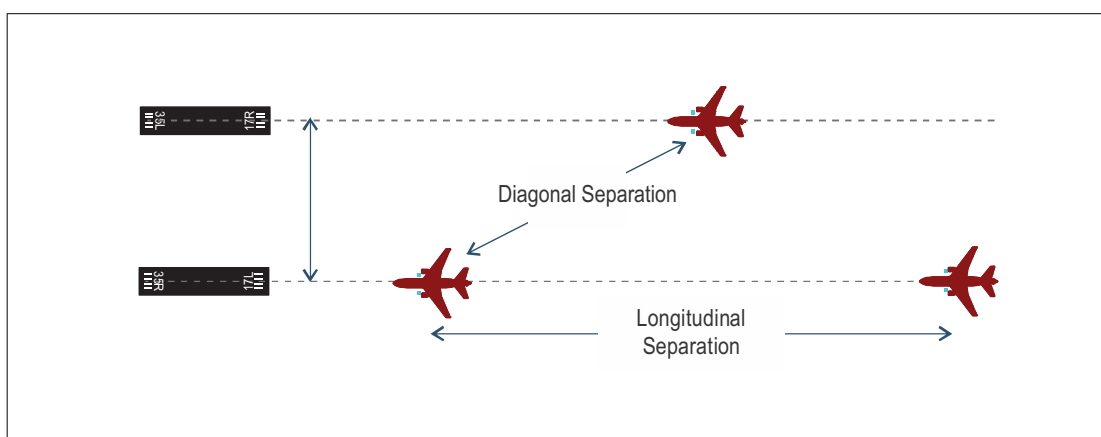 35L
17R
Diagonal Separation
35R
17L
Longitudinal
Separation